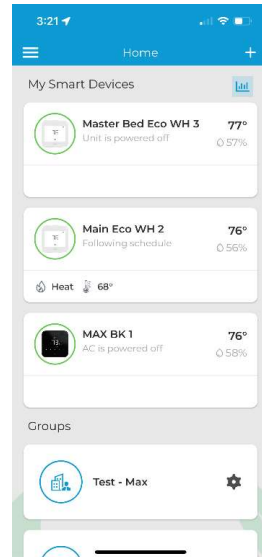 3:21
Home
My Smart Devices
Master Bed Eco WH 3
77°
Unit is powered off
57%
Main Eco WH 2
76°
Following schedule
56%
Heat 68°
MAX BK 1
76°
AC is powered off
58%
Groups
Test - Max